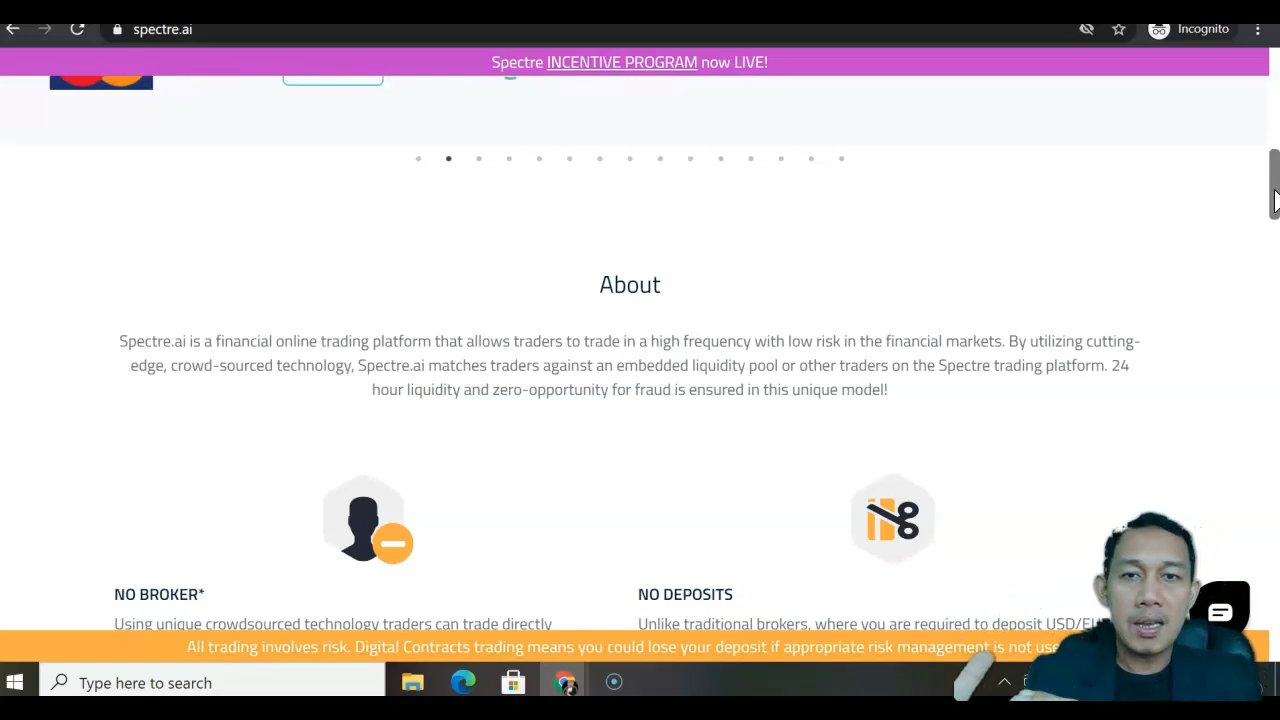 spectre.ai
Incognito
Spectre INCENTIVE PROGRAM now LIVE!
About
Spectre.ai is a financial online trading platform that allows traders to trade in a high frequency with low risk in the financial markets. By utilizing cutting-
edge, crowd-sourced technology, Spectre.ai matches traders against an embedded liquidity pool or other traders on the Spectre trading platform. 24
hour liquidity and zero-opportunity for fraud is ensured in this unique model!
NO BROKER*
NO DEPOSITS
Using unique crowdsourced technology traders can trade directly
Unlike traditional brokers, where you are required to deposit
All trading involves risk. Digital Contracts trading means you could lose your deposit if appropriate risk management is not
Type here to search